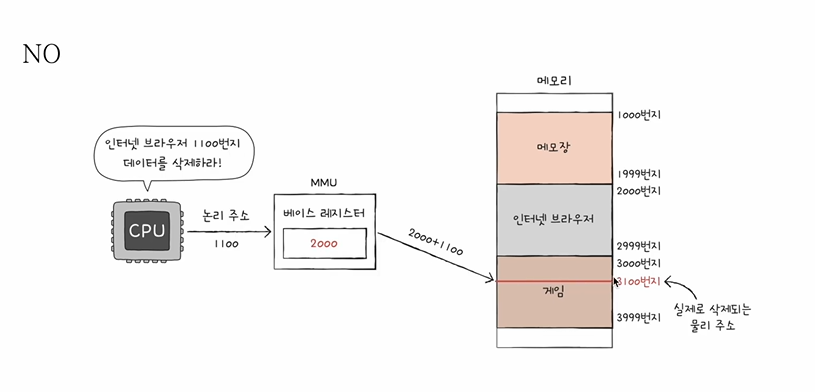 NO
메모리
인터넷 브라우저 1100번지
데이터를 삭제하라!
CPU
논리 주소
1100
MMU
베이스 레지스터
2000
2000+1100
1000번지
메모장
1999번지
2000번지
인터넷 브라우저
2999번지
3000번지
3100번지
게임
3999번지
실제로 삭제되는
물리 주소